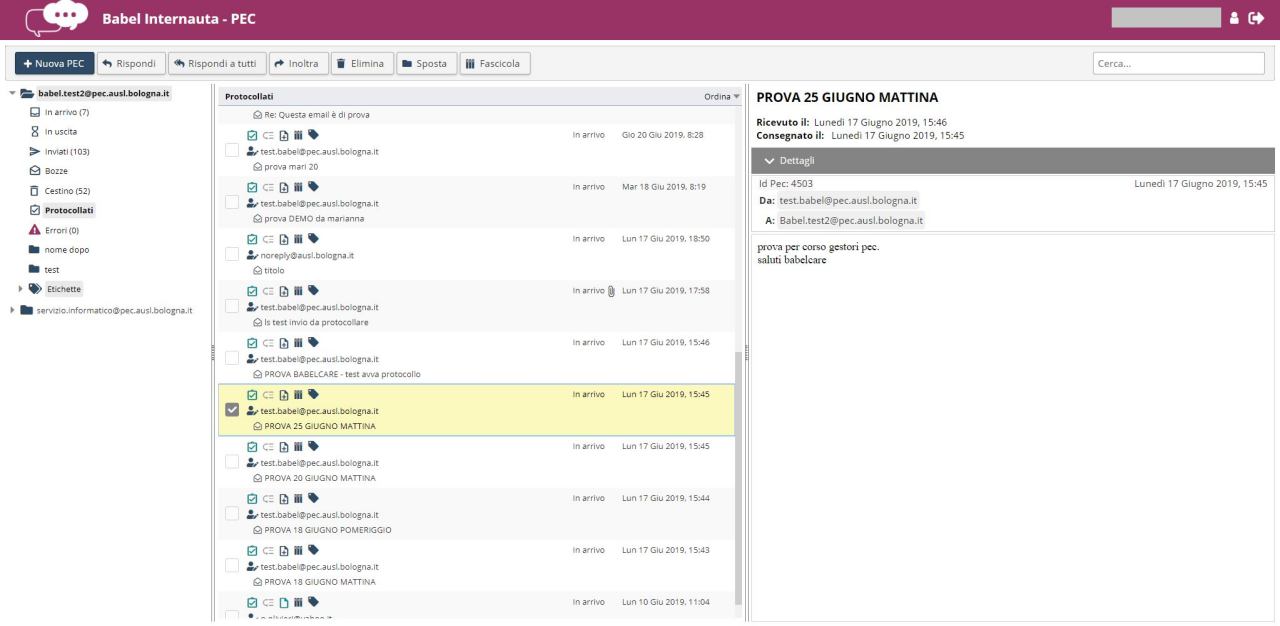 Babel Internauta - PEC
Nuova PEC
Rispondi
Rispondi a tutti
Inoltra
Elimina
Sposta
Fascicola
Cerca...
babel.test2@pec.ausl.bologna.it
In arrivo (7)
In uscita
Inviati (103)
Bozze
Cestino (52)
Protocollati
Errori (0)
nome dopo
test
Etichette
servizio.informatico@pec.ausl.bologna.it
Protocollati Ordina
Re: Questa email è di prova
In arrivo Gio 20 Giu 2019, 8:28
test.babel@pec.ausl.bologna.it
prova mari 20
In arrivo Mar 18 Giu 2019, 8:19
test.babel@pec.ausl.bologna.it
prova DEMO da marianna
In arrivo Lun 17 Giu 2019, 18:50
noreply@ausl.bologna.it
titolo
In arrivo Lun 17 Giu 2019, 17:58
test.babel@pec.ausl.bologna.it
ls test invio da protocollare
In arrivo Lun 17 Giu 2019, 15:46
test.babel@pec.ausl.bologna.it
PROVA BABELCARE - test avva protocollo
In arrivo Lun 17 Giu 2019, 15:45
test.babel@pec.ausl.bologna.it
PROVA 25 GIUGNO MATTINA
In arrivo Lun 17 Giu 2019, 15:45
test.babel@pec.ausl.bologna.it
PROVA 20 GIUGNO MATTINA
In arrivo Lun 17 Giu 2019, 15:44
test.babel@pec.ausl.bologna.it
PROVA 18 GIUGNO POMERIGGIO
In arrivo Lun 17 Giu 2019, 15:43
test.babel@pec.ausl.bologna.it
PROVA 18 GIUGNO MATTINA
In arrivo Lun 10 Giu 2019, 11:04
PROVA 25 GIUGNO MATTINA
Ricevuto il: Lunedì 17 Giugno 2019, 15:46
Consegnato il: Lunedì 17 Giugno 2019, 15:45
Dettagli
Id Pec: 4503 Lunedì 17 Giugno 2019, 15:45
Da: test.babel@pec.ausl.bologna.it
A: Babel.test2@pec.ausl.bologna.it
prova per corso gestori pec.
saluti babelcare